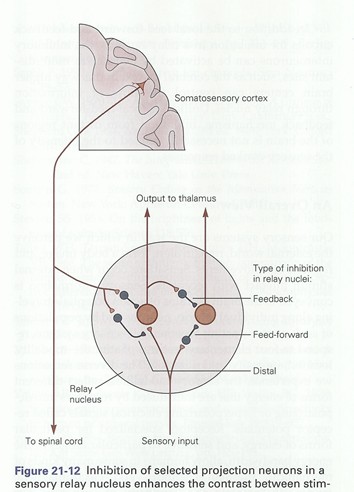 Somatosensory cortex
Output to thalamus
Type of inhibition
in relay nuclei:
Feedback
Feed-forward
Distal
Relay
nucleus
To spinal cord
Sensory input
Figure 21-12 Inhibition of selected projection neurons in a
sensory relay nucleus enhances the contrast between stim-